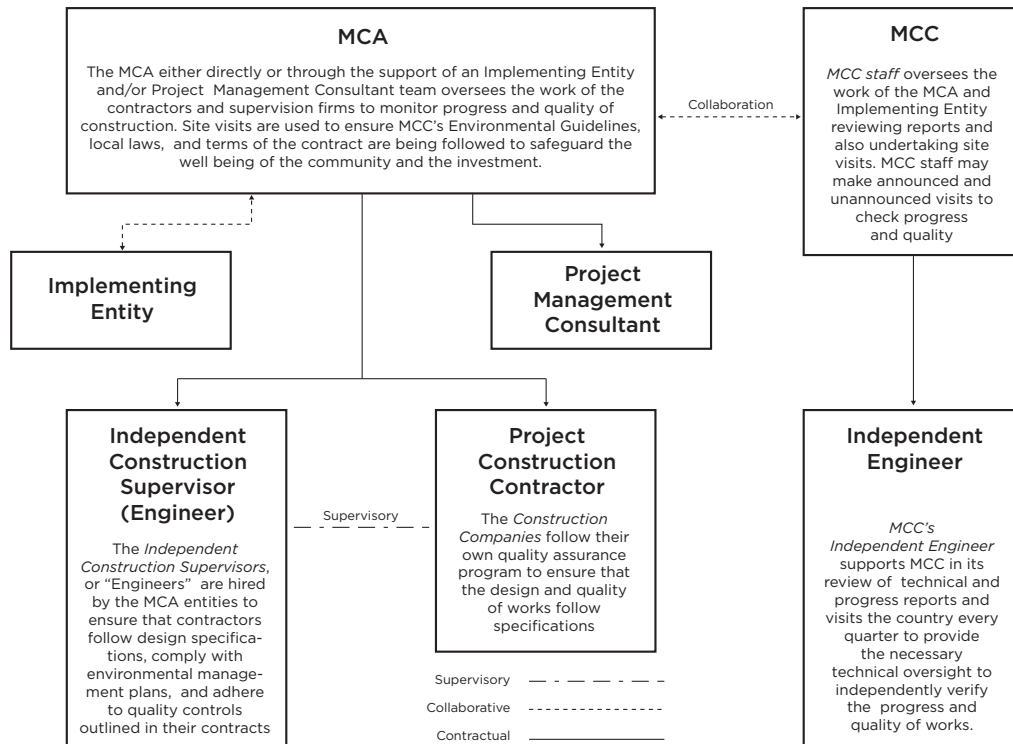 MCA
The MCA either directly or through the support of an Implementing Entity
and/or Project Management Consultant team oversees the work of the
contractors and supervision firms to monitor progress and quality of
construction. Site visits are used to ensure MCC's Environmental Guidelines,
local laws, and terms of the contract are being followed to safeguard the
well being of the community and the investment.
Collaboration
MCC
MCC staff oversees the
work of the MCA and
Implementing Entity
reviewing reports and
also undertaking site
visits. MCC staff may
make announced and
unannounced visits to
check progress
and quality
Implementing
Entity
Project
Management
Consultant
Independent
Construction
Supervisor
(Engineer)
The Independent
Construction Supervisors,
or “Engineers” are hired
by the MCA entities to
ensure that contractors
follow design specifica-
tions, comply with
environmental manage-
ment plans, and adhere
to quality controls
outlined in their contracts
Supervisory
Project
Construction
Contractor
The Construction
Companies follow their
own quality assurance
program to ensure that
the design and quality
of works follow
specifications
Independent
Engineer
MCC's
Independent Engineer
supports MCC in its
review of technical and
progress reports and
visits the country every
quarter to provide
the necessary
technical oversight to
independently verify
the progress and
quality of works.
Supervisory
Collaborative
Contractual